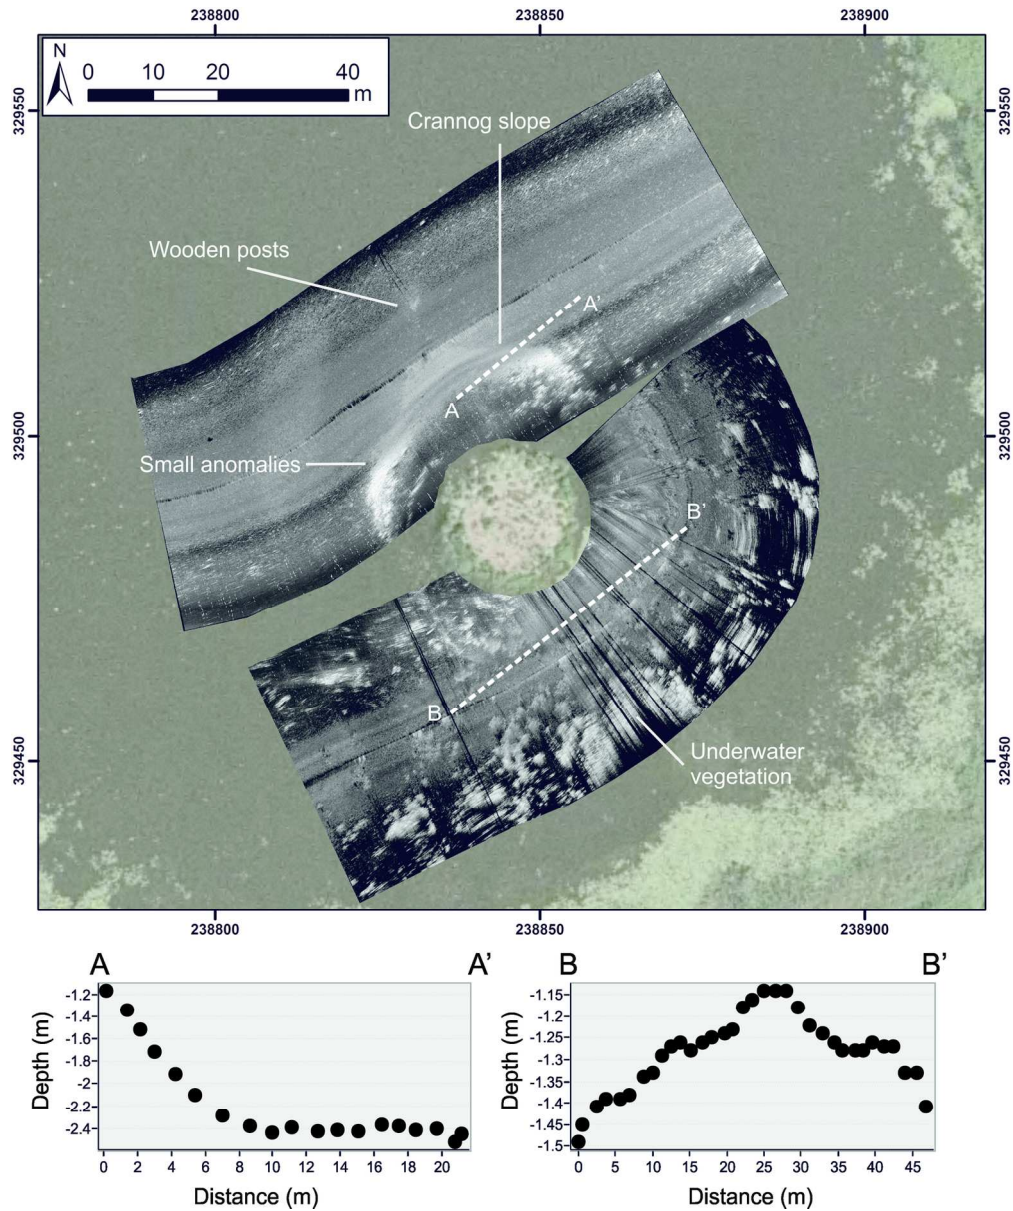 238800 238850 238900
N
0 10 20 40
m
329550 329550
Crannog slope
Wooden posts
A'
A
329500 329500
Small anomalies
B'
B
Underwater
vegetation
329450 329450
238800 238850 238900
A A' B B’
Depth (m)
-1.2
-1.4
-1.6
-1.8
-2
-2.2
-2.4
0 2 4 6 8 10 12 14 16 18 20
Distance (m)
Depth (m)
-1.15
-1.2
-1.25
-1.3
-1.35
-1.4
-1.45
-1.5
0 5 10 15 20 25 30 35 40 45
Distance (m)